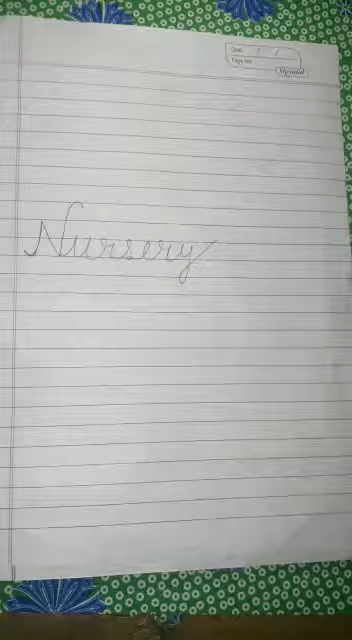 Date / /
Page No.
Nursery